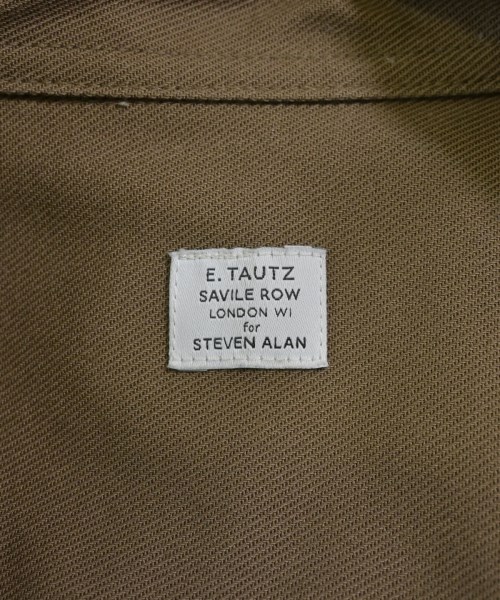 E. TAUTZ
SAVILE ROW
LONDON W1
for
STEVEN ALAN